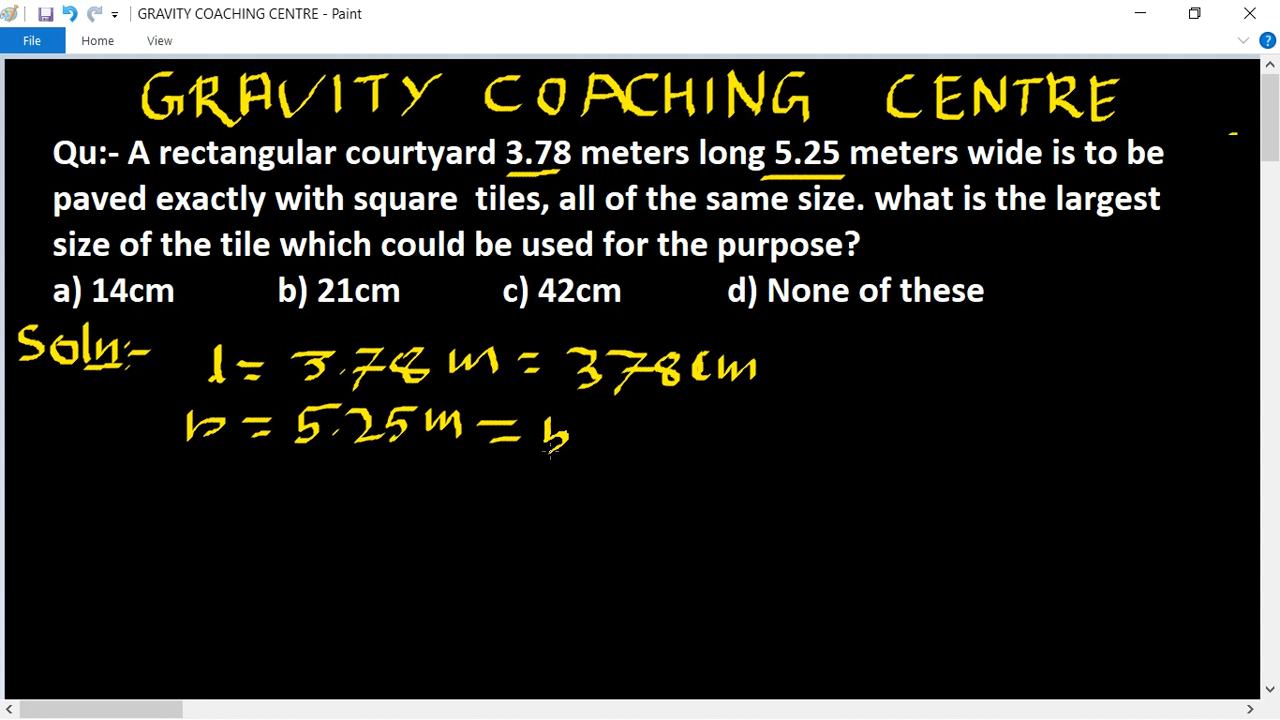 GRAVITY COACHING CENTRE - Paint
File Home View
GRAVITY COACHING CENTRE
Qu:- A rectangular courtyard 3.78 meters long 5.25 meters wide is to be
paved exactly with square tiles, all of the same size. what is the largest
size of the tile which could be used for the purpose?
a) 14cm b) 21cm c) 42cm d) None of these
Soln:-
l = 3.78 m = 378 cm
b = 5.25 m =